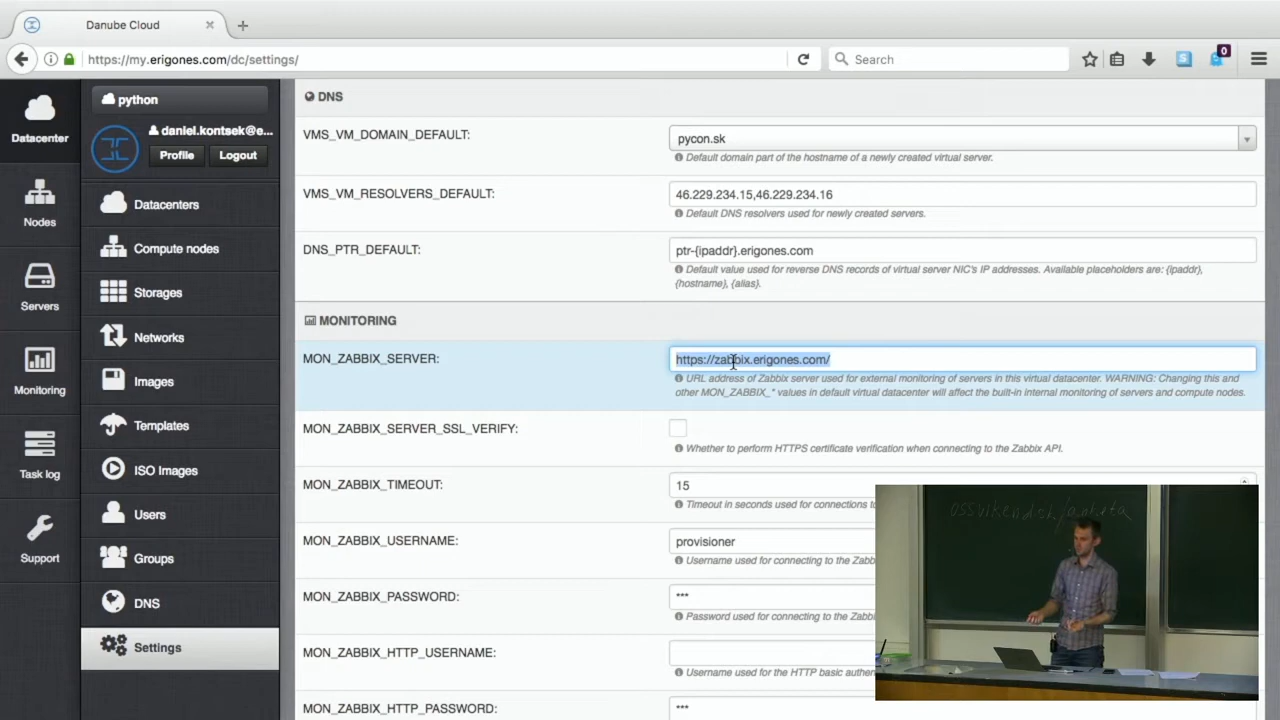 Danube Cloud
https://my.erigones.com/dc/settings/
Search
0
Datacenter
Nodes
Servers
Monitoring
Task log
Support
python
daniel.kontsek@e...
Profile
Logout
Datacenters
Compute nodes
Storages
Networks
Images
Templates
ISO Images
Users
Groups
DNS
Settings
DNS
VMS_VM_DOMAIN_DEFAULT:
pycon.sk
Default domain part of the hostname of a newly created virtual server.
VMS_VM_RESOLVERS_DEFAULT:
46.229.234.15,46.229.234.16
Default DNS resolvers used for newly created servers.
DNS_PTR_DEFAULT:
ptr-{ipaddr}.erigones.com
Default value used for reverse DNS records of virtual server NIC's IP addresses. Available placeholders are: {ipaddr},
{hostname}, {alias}.
MONITORING
MON_ZABBIX_SERVER:
https://zabbix.erigones.com/
URL address of Zabbix server used for external monitoring of servers in this virtual datacenter. WARNING: Changing this and
other MON_ZABBIX_* values in default virtual datacenter will affect the built-in internal monitoring of servers and compute nodes.
MON_ZABBIX_SERVER_SSL_VERIFY:
Whether to perform HTTPS certificate verification when connecting to the Zabbix API.
MON_ZABBIX_TIMEOUT:
15
Timeout in seconds used for connections to
MON_ZABBIX_USERNAME:
provisioner
Username used for connecting to the Zabb
MON_ZABBIX_PASSWORD:
***
Password used for connecting to the Zabb
MON_ZABBIX_HTTP_USERNAME:
Username used for the HTTP basic auther
MON_ZABBIX_HTTP_PASSWORD:
***